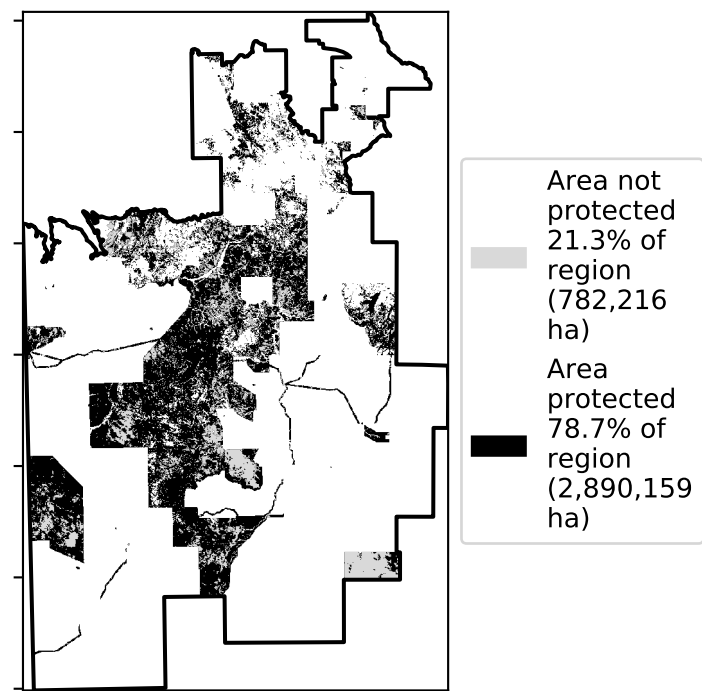 Area not
protected
21.3% of
region
(782,216
ha)
Area
protected
78.7% of
region
(2,890,159
ha)